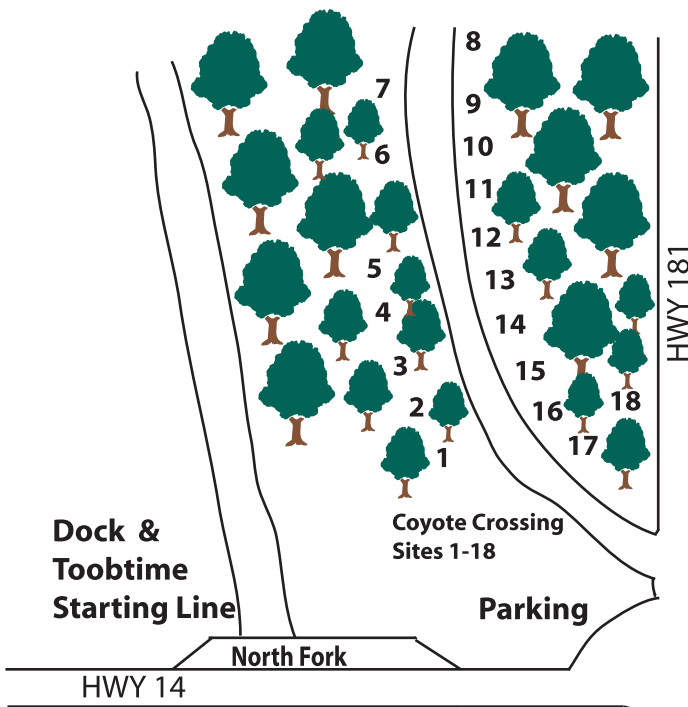 8
7
9
10
6
11
12
5
13
4
14
3
15
2
16
18
17
1
HWY 181
Coyote Crossing
Sites 1-18
Dock &
Toobtime
Starting Line
Parking
North Fork
HWY 14